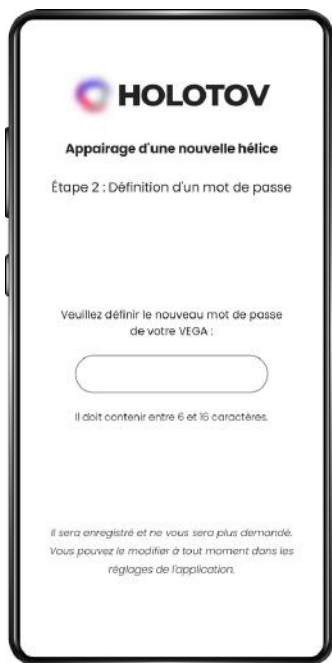 HOLOTOV
Appairage d'une nouvelle hélice
Étape 2 : Définition d'un mot de passe
Veuillez définir le nouveau mot de passe
de votre VEGA :
Il doit contenir entre 6 et 16 caractères.
Il sera enregistré et ne vous sera plus demandé.
Vous pouvez le modifier à tout moment dans les
réglages de l'application.